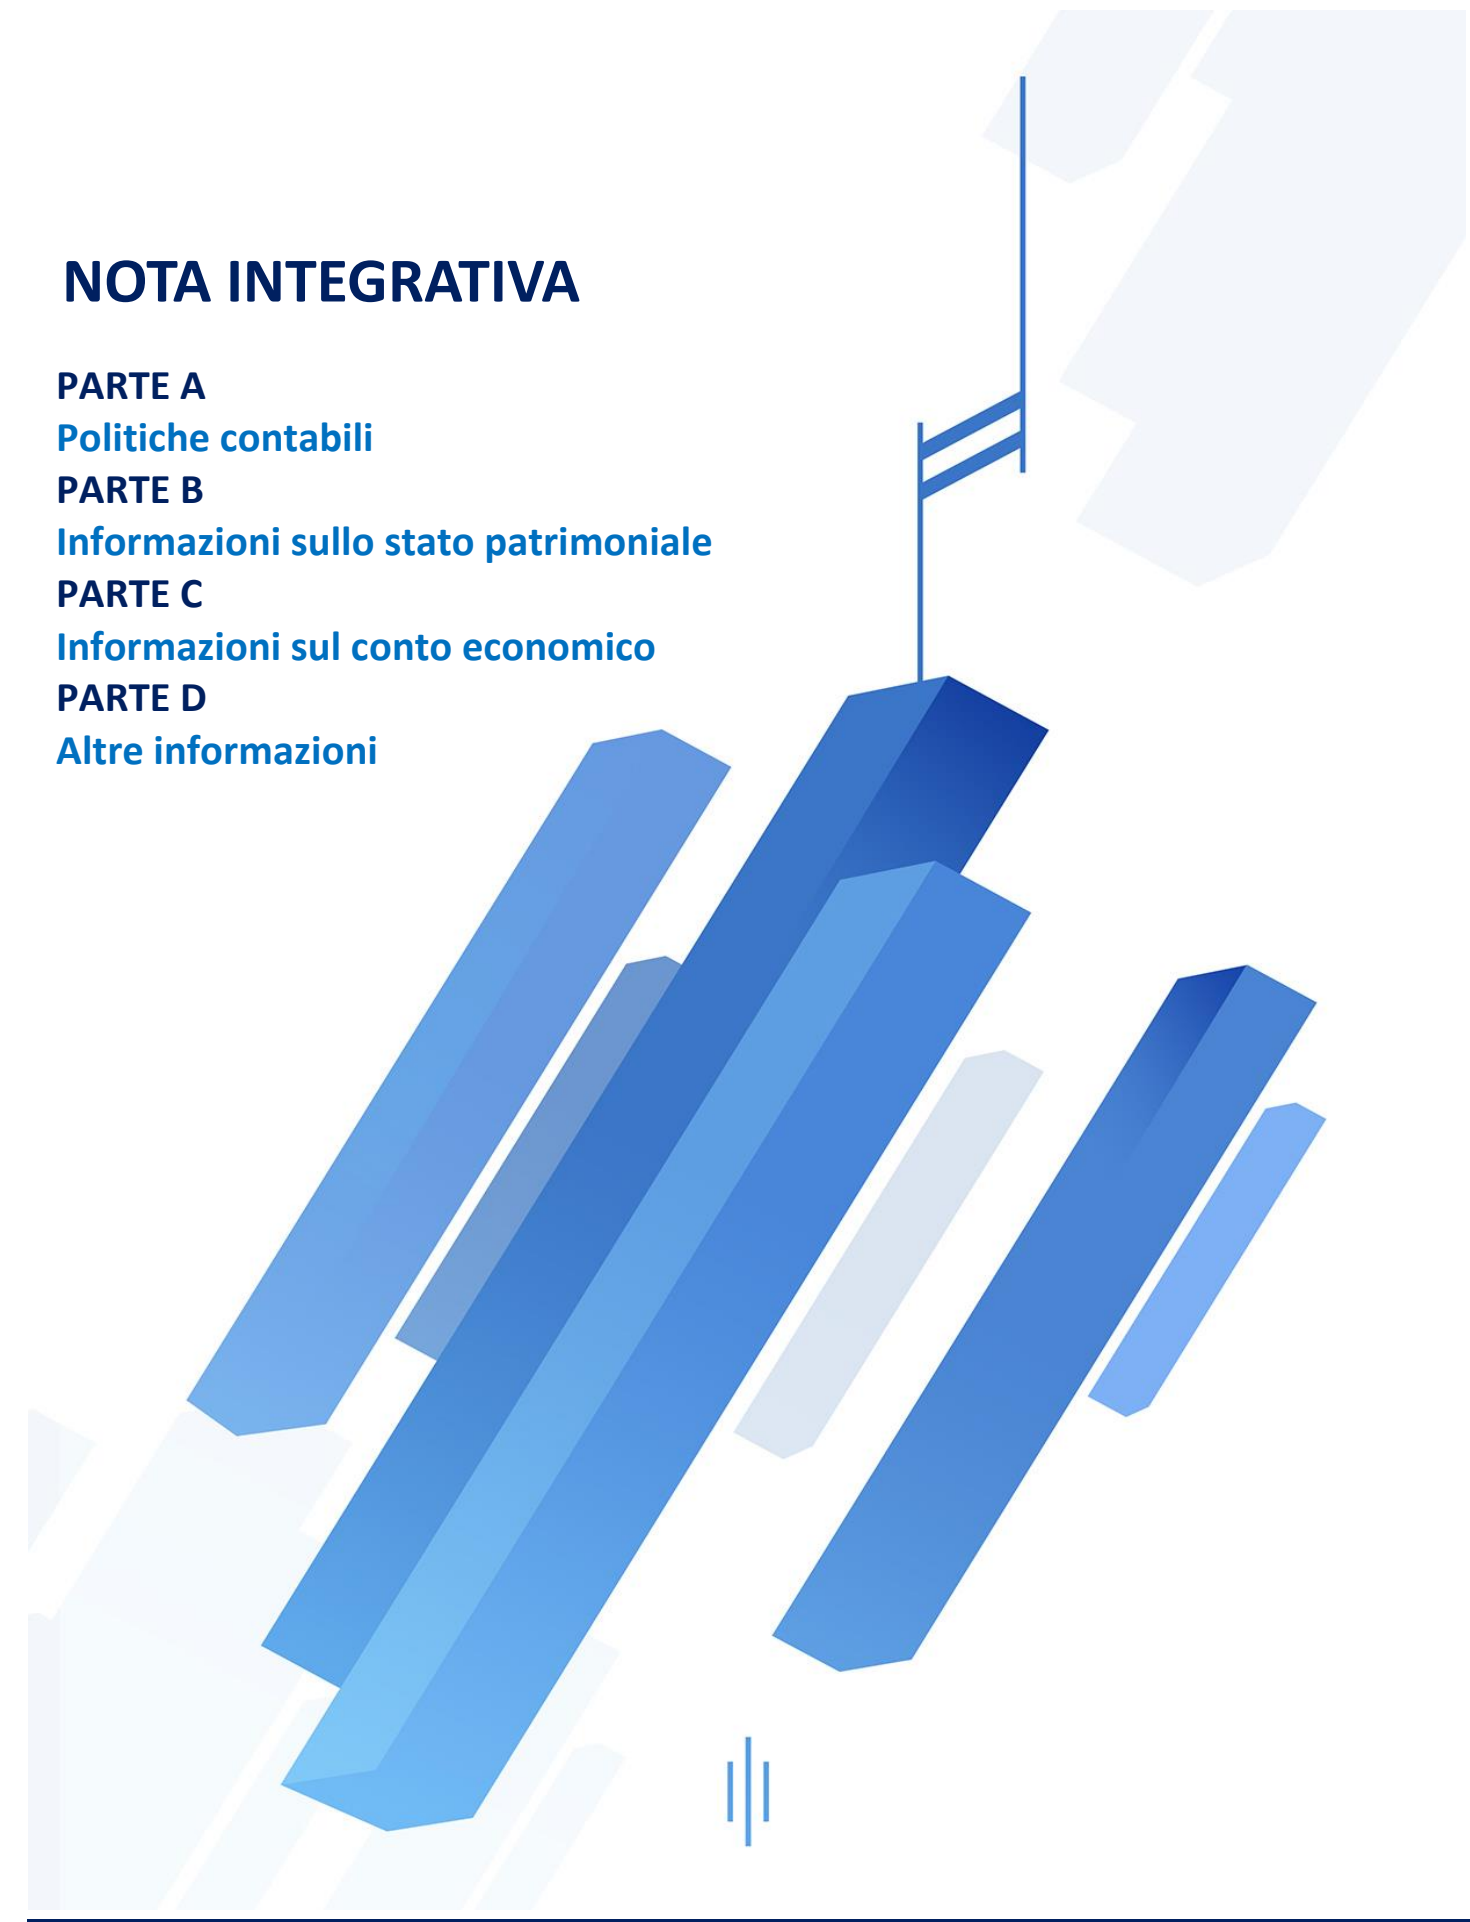 NOTA INTEGRATIVA
PARTE A
Politiche contabili
PARTE B
Informazioni sullo stato patrimoniale
PARTE C
Informazioni sul conto economico
PARTE D
Altre informazioni